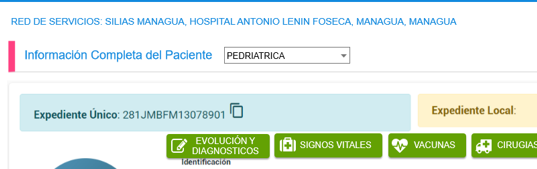 RED DE SERVICIOS: SILIAS MANAGUA, HOSPITAL ANTONIO LENIN FOSECA, MANAGUA, MANAGUA
Información Completa del Paciente PEDRIATRICA
Expediente Único: 281JMBFM13078901 Expediente Local:
EVOLUCIÓN Y DIAGNOSTICOS SIGNOS VITALES VACUNAS CIRUGIAS
Identificación